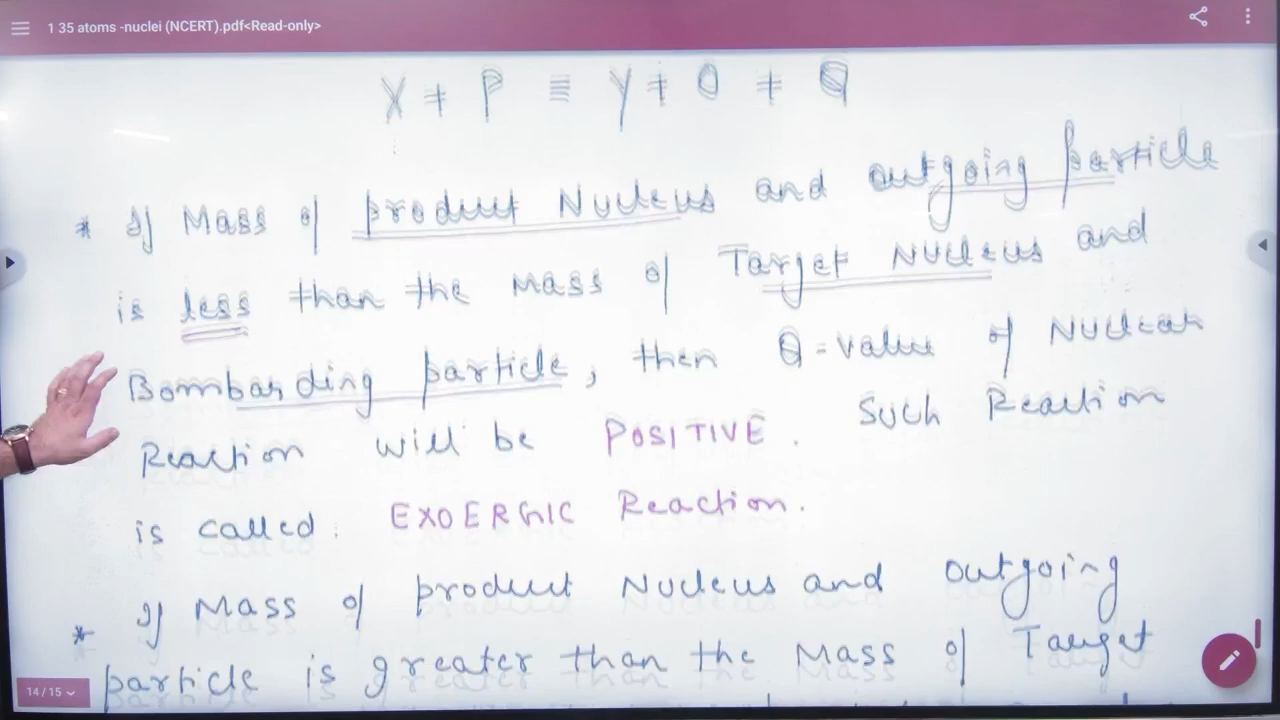 1 35 atoms -nuclei (NCERT).pdf<Read-only>
X + P = Y + O + Q
* If Mass of product Nucleus and outgoing particle
is less than the mass of Target Nucleus and
Bombarding particle, then Q-value of Nuclear
Reaction will be POSITIVE. Such Reaction
is called. EXOERGIC Reaction.
* If Mass of product Nucleus and outgoing
particle is greater than the Mass of Target
14/15